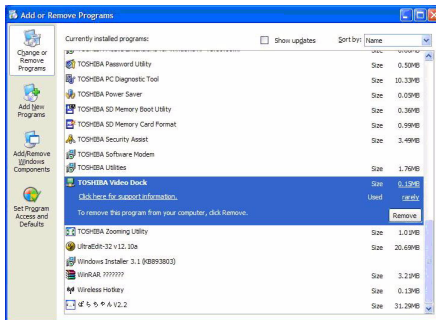 Add or Remove Programs
Change or
Remove
Programs
Add New
Programs
Add/Remove
Windows
Components
Set Program
Access and
Defaults
Currently installed programs:
Show updates
Sort by: Name
TOSHIBA Password Utility Size 0.50MB
TOSHIBA PC Diagnostic Tool Size 10.33MB
TOSHIBA Power Saver Size 0.05MB
TOSHIBA SD Memory Boot Utility Size 0.36MB
TOSHIBA SD Memory Card Format Size 0.99MB
TOSHIBA Security Assist Size 3.49MB
TOSHIBA Software Modem
TOSHIBA Utilities Size 1.76MB
TOSHIBA Video Dock Size 0.15MB
Click here for support information. Used rarely
To remove this program from your computer, click Remove. Remove
TOSHIBA Zooming Utility Size 1.01MB
UltraEdit-32 v12.10a Size 20.69MB
Windows Installer 3.1 (KB893803)
WinRAR ??????? Size 3.21MB
Wireless Hotkey Size 0.13MB
ぱちゃん V2.2 Size 31.29MB